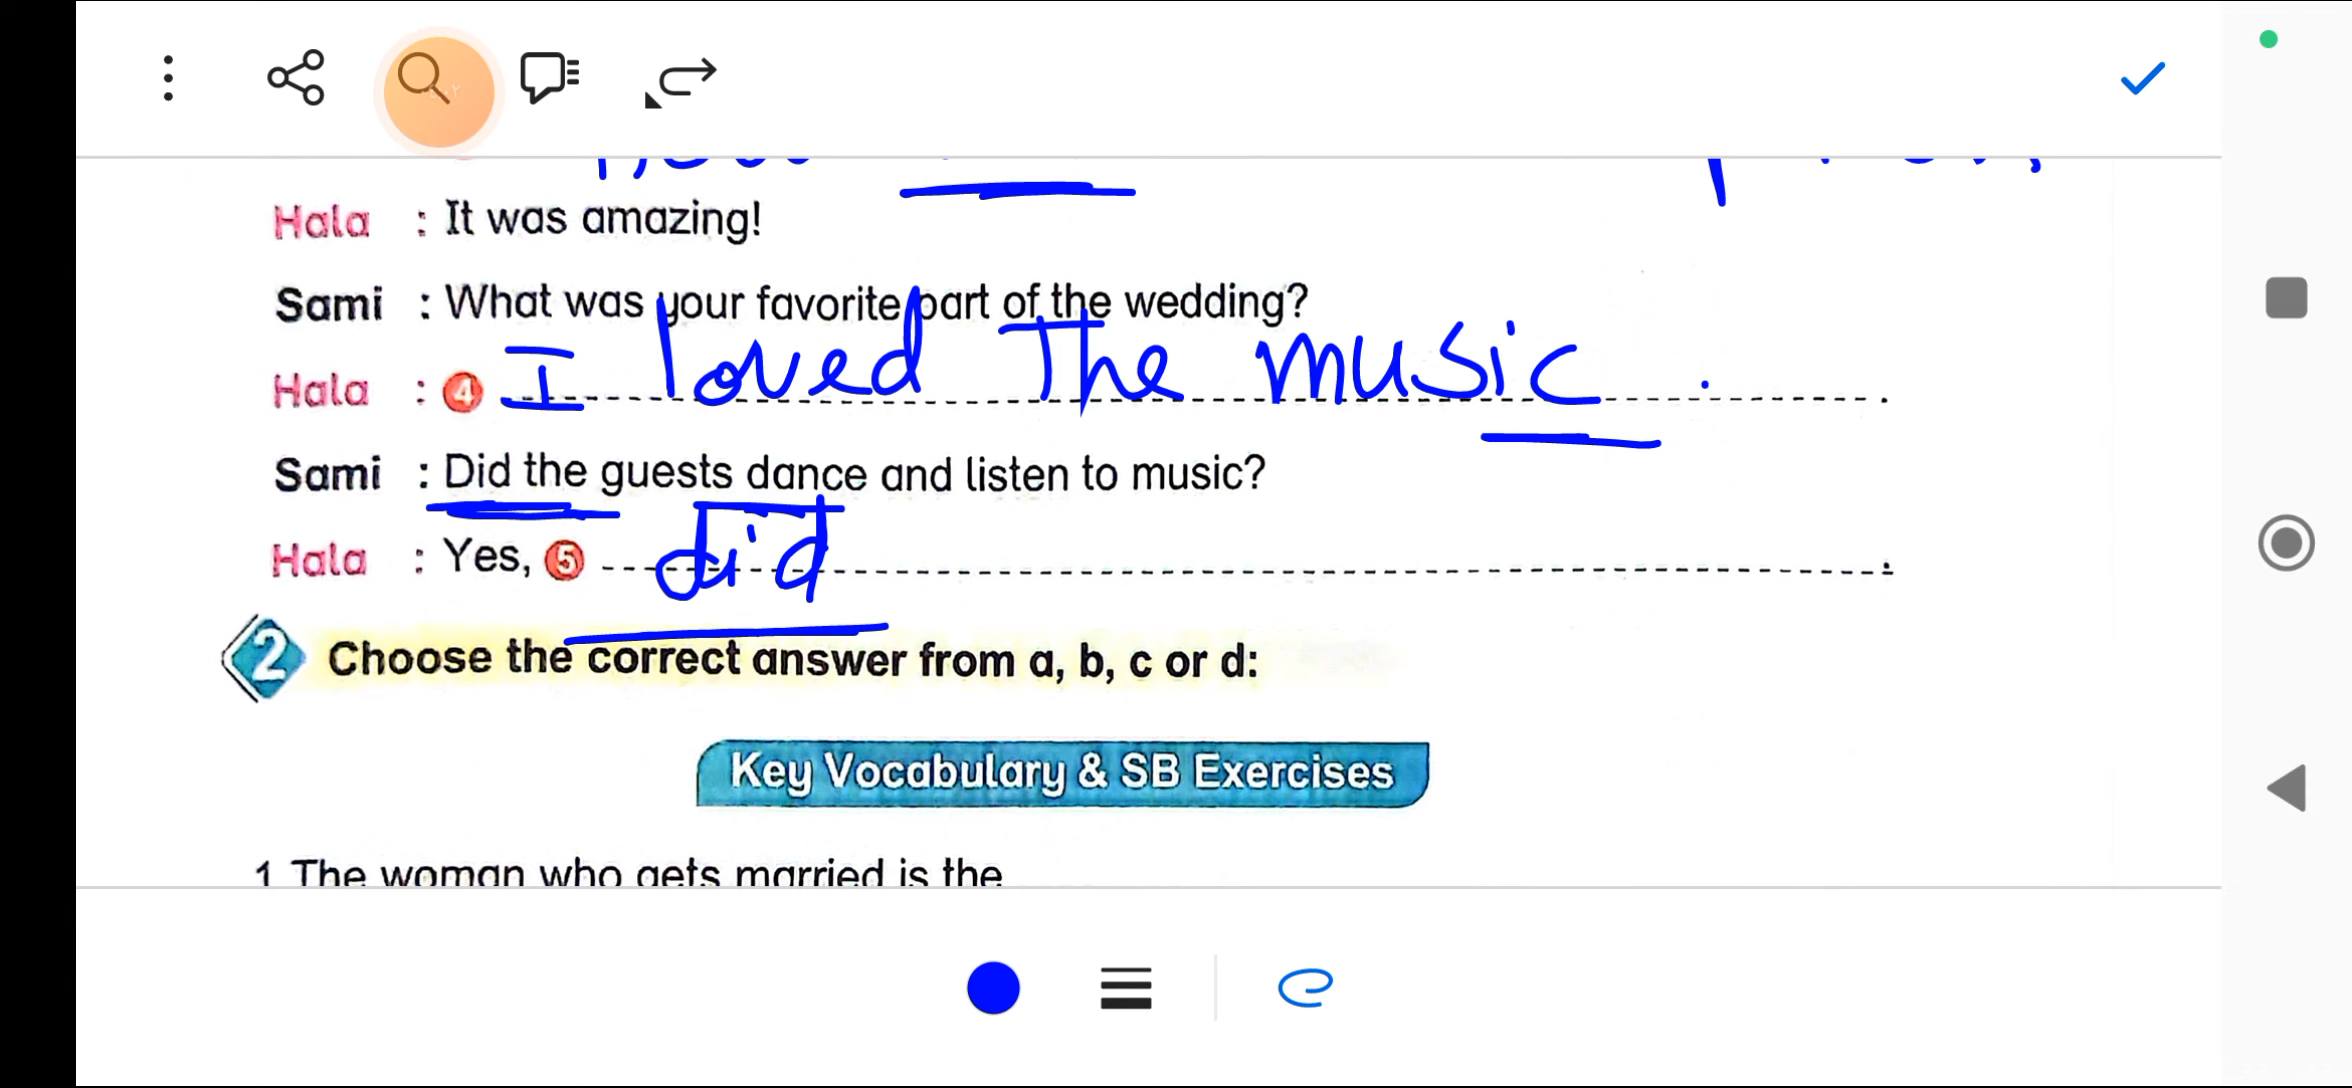 Hala : It was amazing!
Sami : What was your favorite part of the wedding?
Hala : 4 I loved The music . .
Sami : Did the guests dance and listen to music?
Hala : Yes, 5 did .
2 Choose the correct answer from a, b, c or d:
Key Vocabulary & SB Exercises
1 The woman who gets married is the